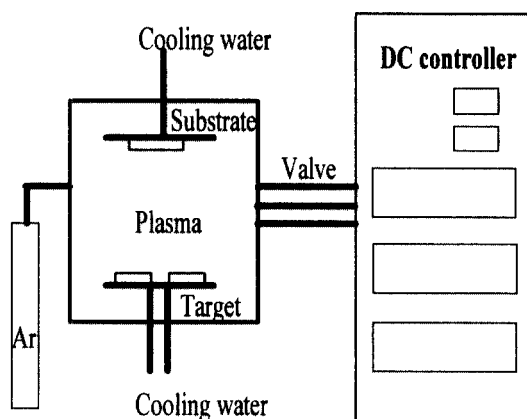 Cooling water
DC controller
Substrate
Valve
Plasma
Target
Ar
Cooling water